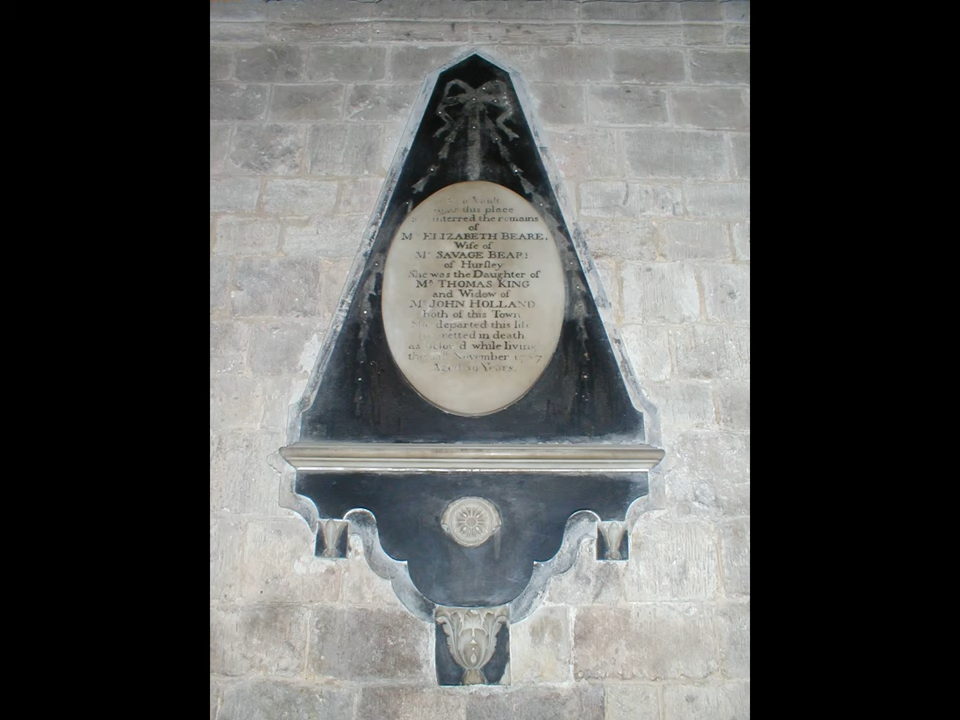 this place
interred the remains
of
Mrs ELIZABETH BEARE.
Wife of
Mr SAVAGE BEARE
of Hursley
She was the Daughter of
Mr THOMAS KING
and Widow of
Mr JOHN HOLLAND
both of this Town
She departed this life
in death
while living
November
Years.